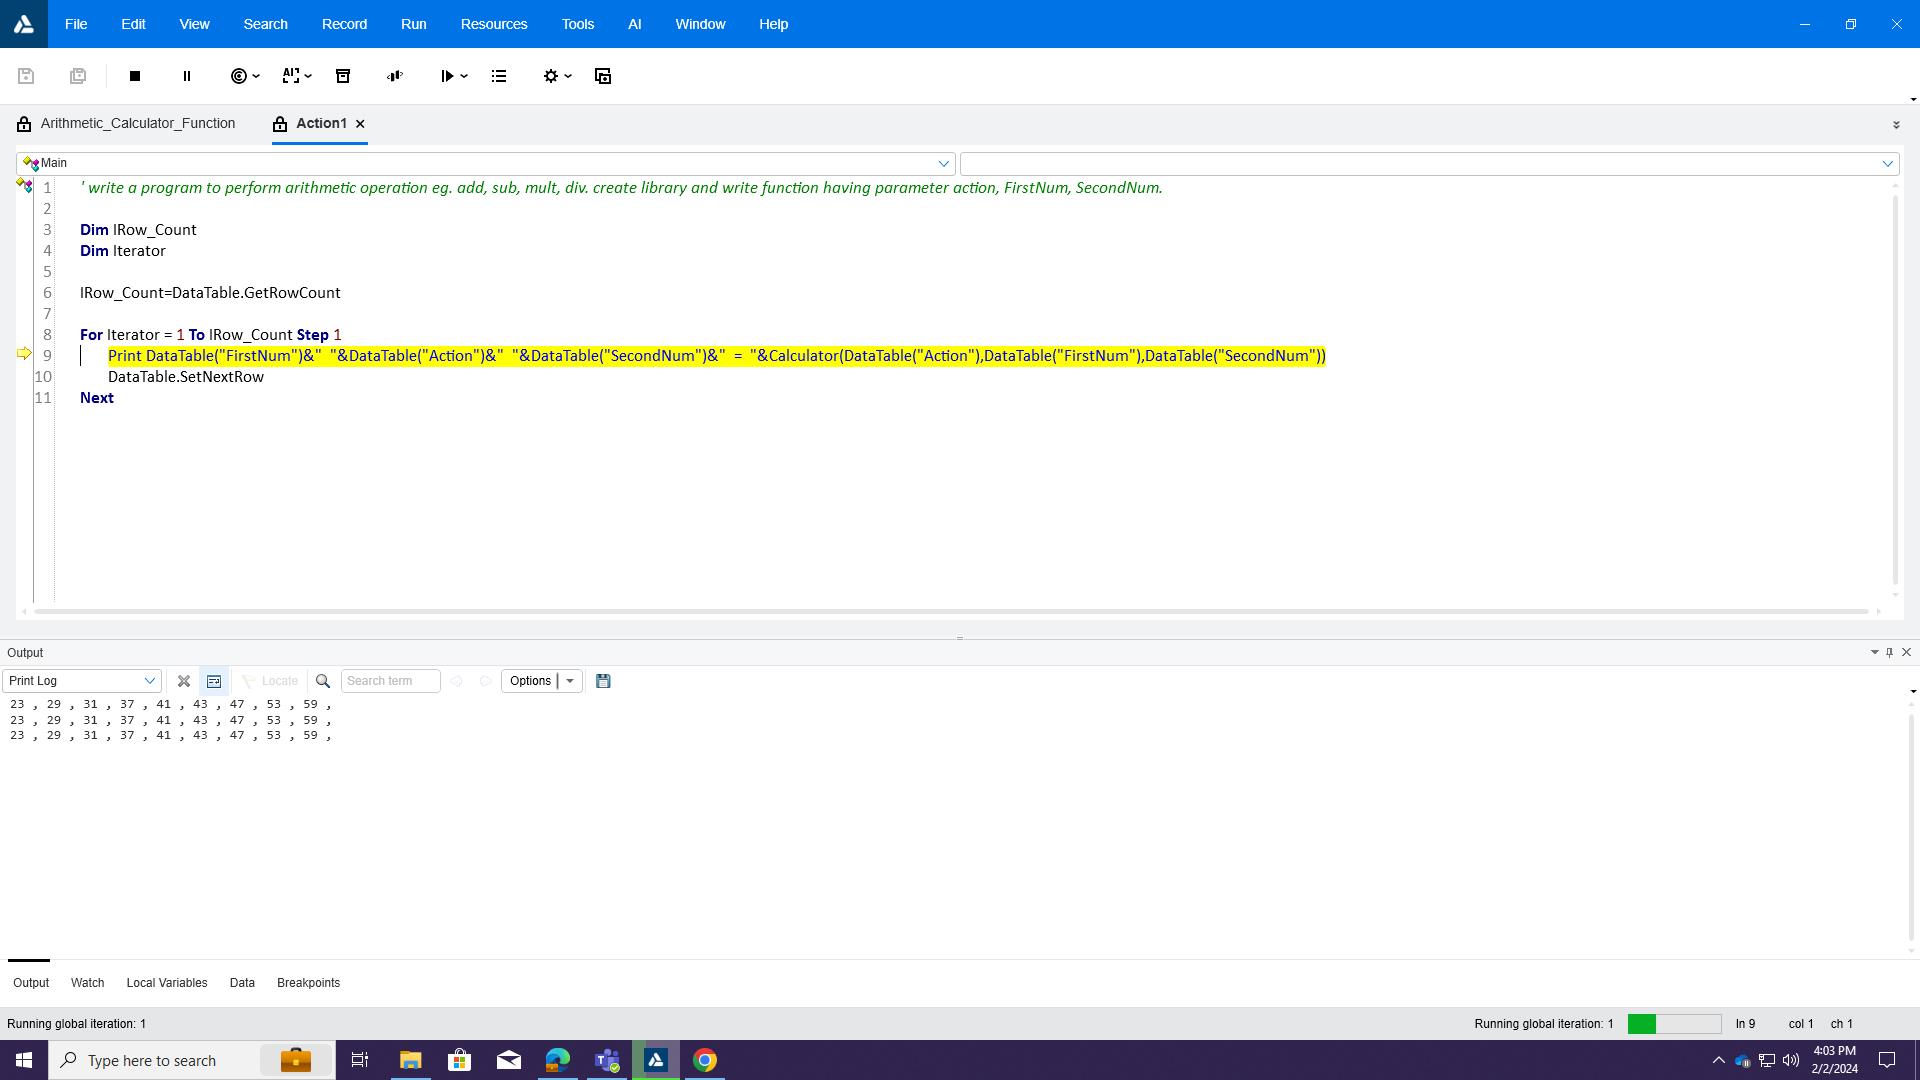 File Edit View Search Record Run Resources Tools AI Window Help
AI
Arithmetic_Calculator_Function Action1
Main
1 ' write a program to perform arithmetic operation eg. add, sub, mult, div. create library and write function having parameter action, FirstNum, SecondNum.
2
3 Dim lRow_Count
4 Dim Iterator
5
6 lRow_Count=DataTable.GetRowCount
7
8 For Iterator = 1 To lRow_Count Step 1
9 Print DataTable("FirstNum")&"  "&DataTable("Action")&"  "&DataTable("SecondNum")&"  =  "&Calculator(DataTable("Action"),DataTable("FirstNum"),DataTable("SecondNum"))
10 DataTable.SetNextRow
11 Next
Output
Print Log Locate Search term Options
23 , 29 , 31 , 37 , 41 , 43 , 47 , 53 , 59 ,
23 , 29 , 31 , 37 , 41 , 43 , 47 , 53 , 59 ,
23 , 29 , 31 , 37 , 41 , 43 , 47 , 53 , 59 ,
Output Watch Local Variables Data Breakpoints
Running global iteration: 1 Running global iteration: 1 ln 9 col 1 ch 1
Type here to search
4:03 PM
2/2/2024